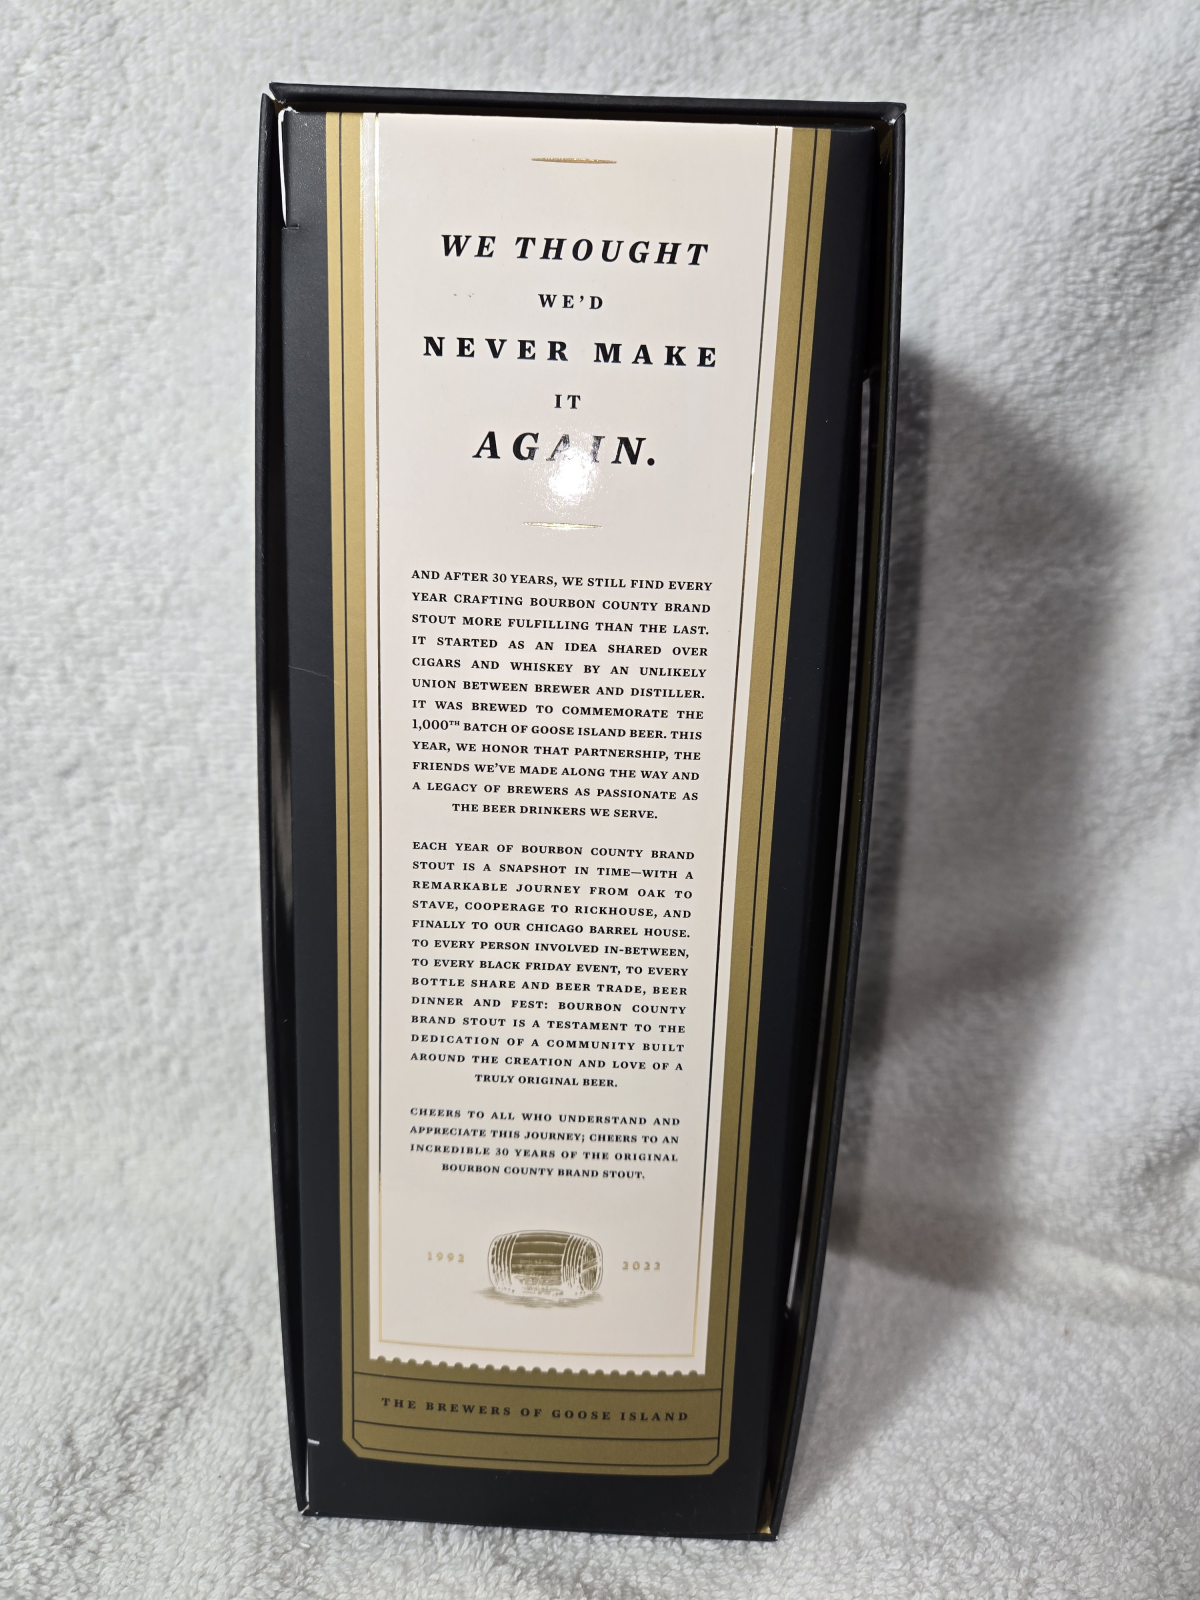 WE THOUGHT
WE'D
NEVER MAKE
IT
AGAIN.
AND AFTER 30 YEARS, WE STILL FIND EVERY
YEAR CRAFTING BOURBON COUNTY BRAND
STOUT MORE FULFILLING THAN THE LAST.
IT STARTED AS AN IDEA SHARED OVER
CIGARS AND WHISKEY BY AN UNLIKELY
UNION BETWEEN BREWER AND DISTILLER.
IT WAS BREWED TO COMMEMORATE THE
1,000TH BATCH OF GOOSE ISLAND BEER. THIS
YEAR, WE HONOR THAT PARTNERSHIP, THE
FRIENDS WE'VE MADE ALONG THE WAY AND
A LEGACY OF BREWERS AS PASSIONATE AS
THE BEER DRINKERS WE SERVE.
EACH YEAR OF BOURBON COUNTY BRAND
STOUT IS A SNAPSHOT IN TIME—WITH A
REMARKABLE JOURNEY FROM OAK TO
STAVE, COOPERAGE TO RICKHOUSE, AND
FINALLY TO OUR CHICAGO BARREL HOUSE.
TO EVERY PERSON INVOLVED IN-BETWEEN,
TO EVERY BLACK FRIDAY EVENT, TO EVERY
BOTTLE SHARE AND BEER TRADE, BEER
DINNER AND FEST: BOURBON COUNTY
BRAND STOUT IS A TESTAMENT TO THE
DEDICATION OF A COMMUNITY BUILT
AROUND THE CREATION AND LOVE OF A
TRULY ORIGINAL BEER.
CHEERS TO ALL WHO UNDERSTAND AND
APPRECIATE THIS JOURNEY; CHEERS TO AN
INCREDIBLE 30 YEARS OF THE ORIGINAL
BOURBON COUNTY BRAND STOUT.
1992 2022
THE BREWERS OF GOOSE ISLAND